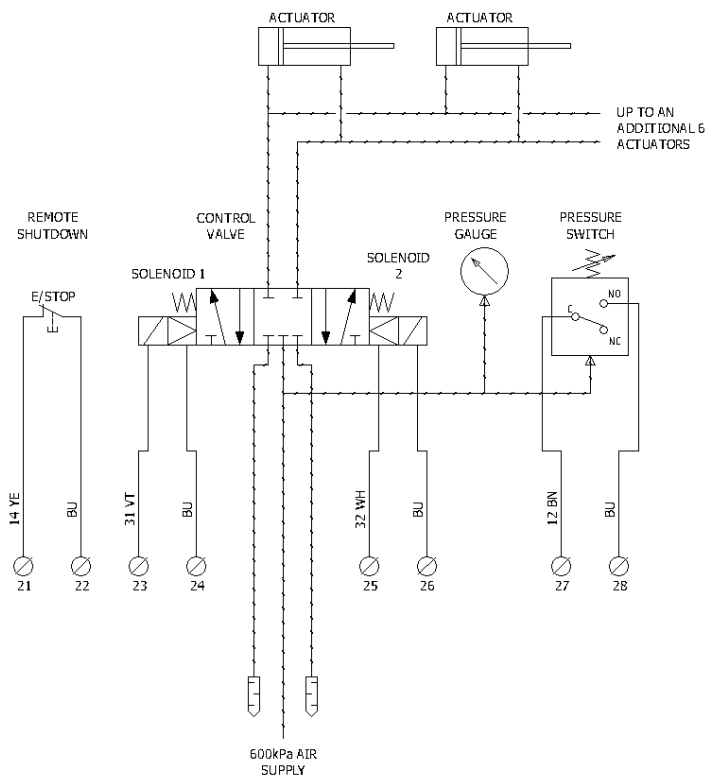 ACTUATOR
ACTUATOR
UP TO AN
ADDITIONAL 6
ACTUATORS
REMOTE
SHUTDOWN
CONTROL
VALVE
PRESSURE
GAUGE
PRESSURE
SWITCH
SOLENOID 1
SOLENOID
2
E/STOP
NO
C
NC
14 YE
BU
31 VT
BU
32 WH
BU
12 BN
BU
21
22
23
24
25
26
27
28
600kPa AIR
SUPPLY